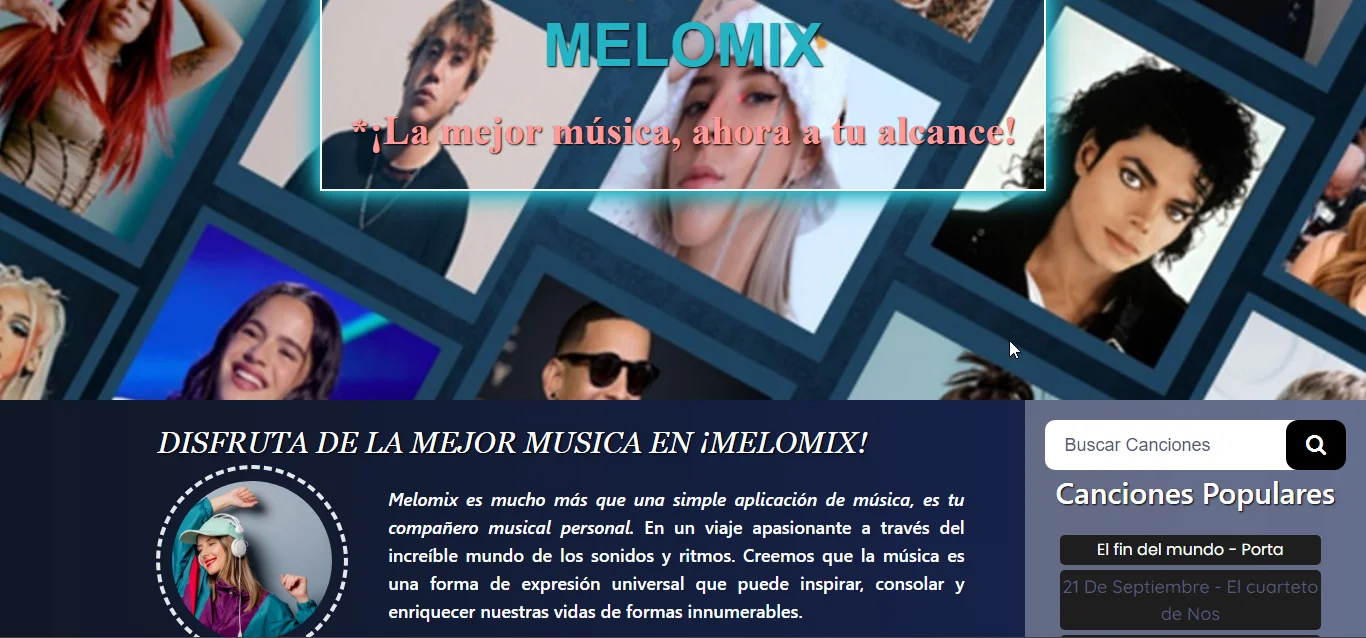 MELOMIX
*¡La mejor música, ahora a tu alcance!
DISFRUTA DE LA MEJOR MUSICA EN ¡MELOMIX!
Melomix es mucho más que una simple aplicación de música, es tu
compañero musical personal. En un viaje apasionante a través del
increíble mundo de los sonidos y ritmos. Creemos que la música es
una forma de expresión universal que puede inspirar, consolar y
enriquecer nuestras vidas de formas innumerables.
Buscar Canciones
Canciones Populares
El fin del mundo - Porta
21 De Septiembre - El cuarteto
de Nos